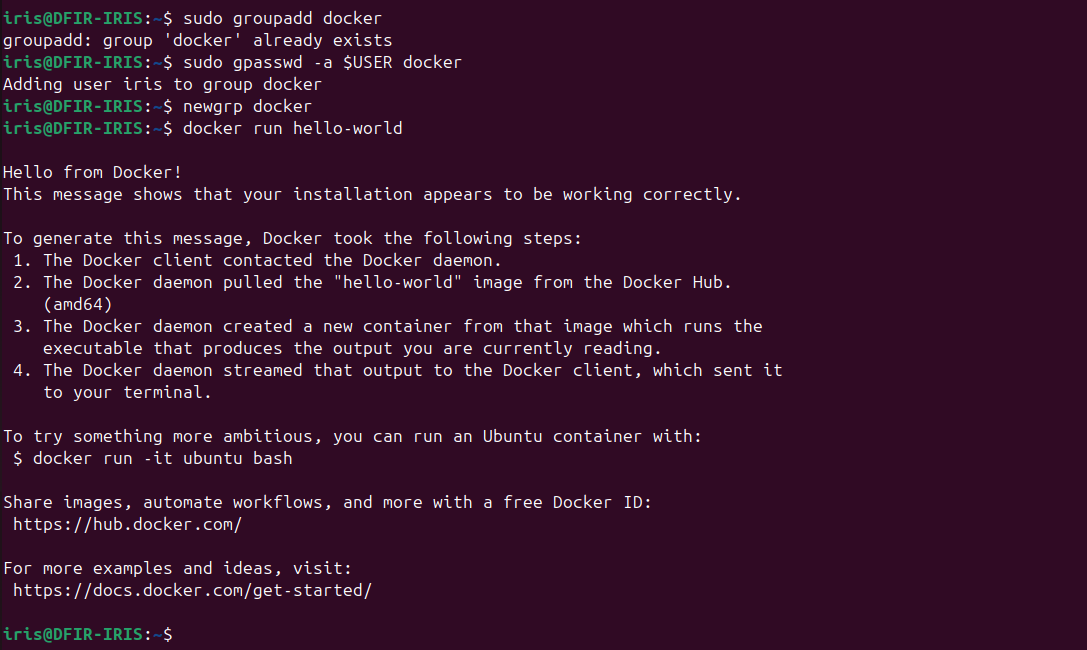 iris@DFIR-IRIS:~$ sudo groupadd docker
groupadd: group 'docker' already exists
iris@DFIR-IRIS:~$ sudo gpasswd -a $USER docker
Adding user iris to group docker
iris@DFIR-IRIS:~$ newgrp docker
iris@DFIR-IRIS:~$ docker run hello-world

Hello from Docker!
This message shows that your installation appears to be working correctly.

To generate this message, Docker took the following steps:
 1. The Docker client contacted the Docker daemon.
 2. The Docker daemon pulled the "hello-world" image from the Docker Hub.
    (amd64)
 3. The Docker daemon created a new container from that image which runs the
    executable that produces the output you are currently reading.
 4. The Docker daemon streamed that output to the Docker client, which sent it
    to your terminal.

To try something more ambitious, you can run an Ubuntu container with:
 $ docker run -it ubuntu bash

Share images, automate workflows, and more with a free Docker ID:
 https://hub.docker.com/

For more examples and ideas, visit:
 https://docs.docker.com/get-started/

iris@DFIR-IRIS:~$